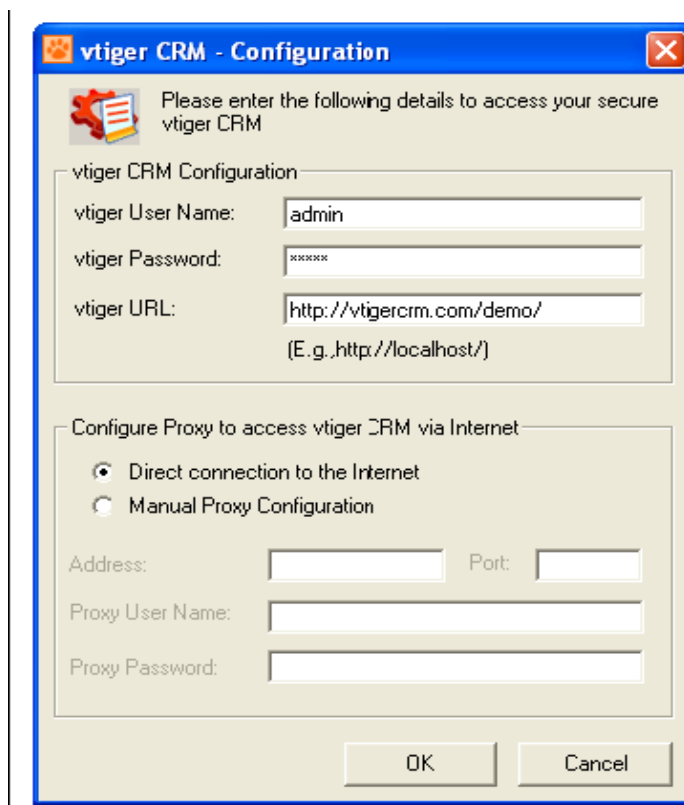 vtiger CRM - Configuration
Please enter the following details to access your secure
vtiger CRM
vtiger CRM Configuration
vtiger User Name: admin
vtiger Password: *****
vtiger URL: http://vtigercrm.com/demo/
(E.g.,http://localhost/)
Configure Proxy to access vtiger CRM via Internet
Direct connection to the Internet
Manual Proxy Configuration
Address: Port:
Proxy User Name:
Proxy Password:
OK Cancel